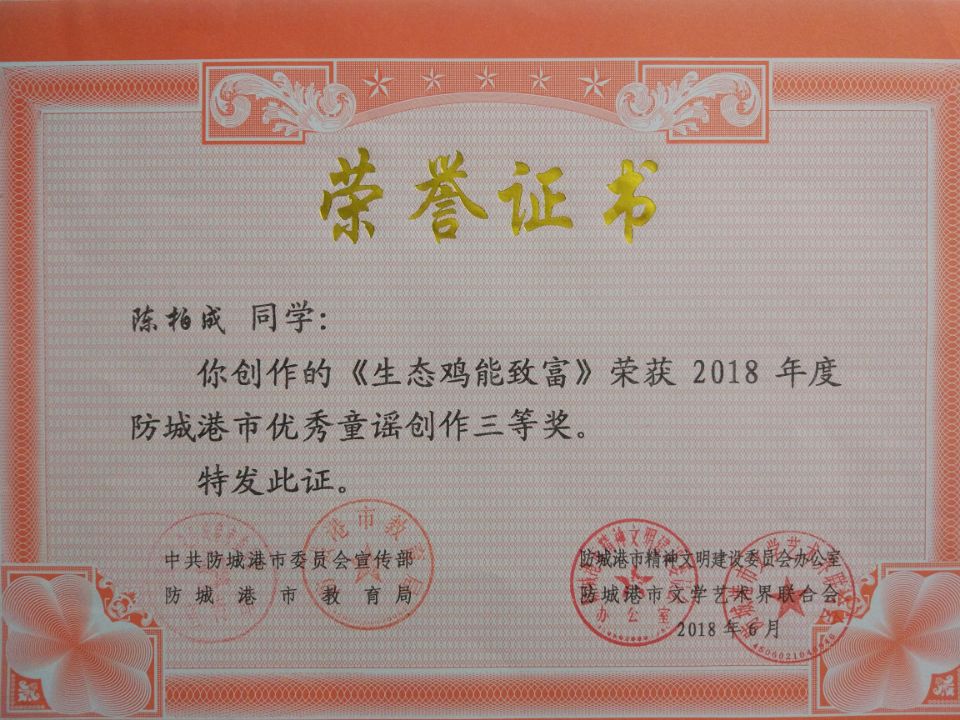 荣誉证书
陈柏成 同学：
你创作的《生态鸡能致富》荣获 2018 年度
防城港市优秀童谣创作三等奖。
特发此证。
中共防城港市委员会宣传部
防城港市教育局
防城港市精神文明建设委员会办公室
防城港市文学艺术界联合会
2018 年 6 月